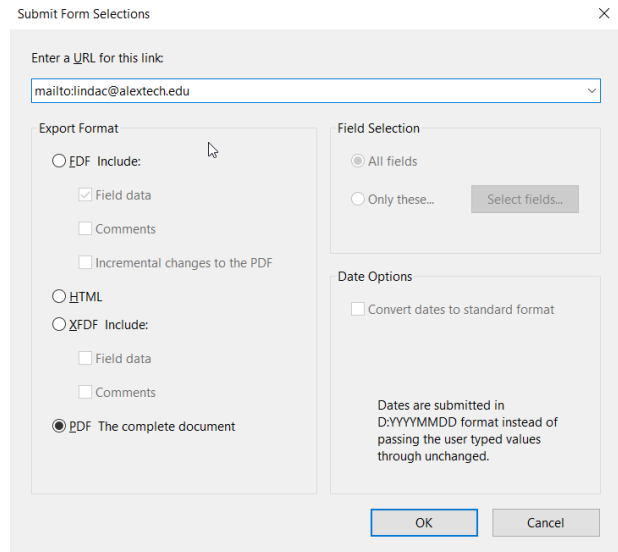 Submit Form Selections
Enter a URL for this link:
mailto:lindac@alextech.edu
Export Format
FDF Include:
Field data
Comments
Incremental changes to the PDF
HTML
XFDF Include:
Field data
Comments
PDF The complete document
Field Selection
All fields
Only these...
Select fields...
Date Options
Convert dates to standard format
Dates are submitted in
D:YYYYMMDD format instead of
passing the user typed values
through unchanged.
OK
Cancel